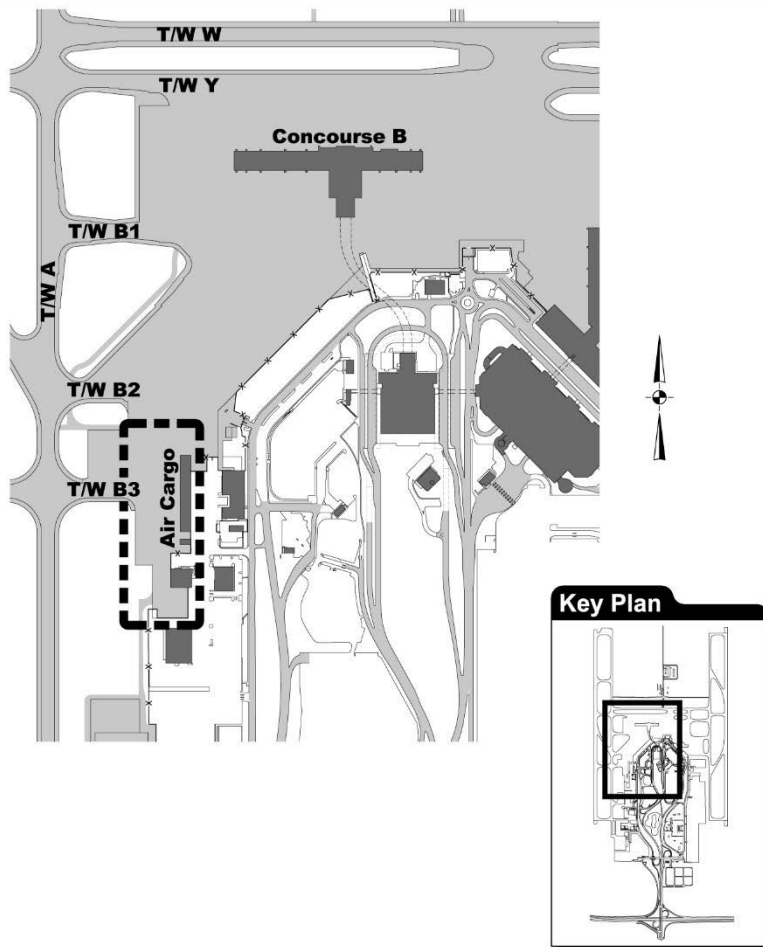 T/W W
T/W Y
Concourse B
T/W B1
T/W A
T/W B2
Air Cargo
T/W B3
Key Plan